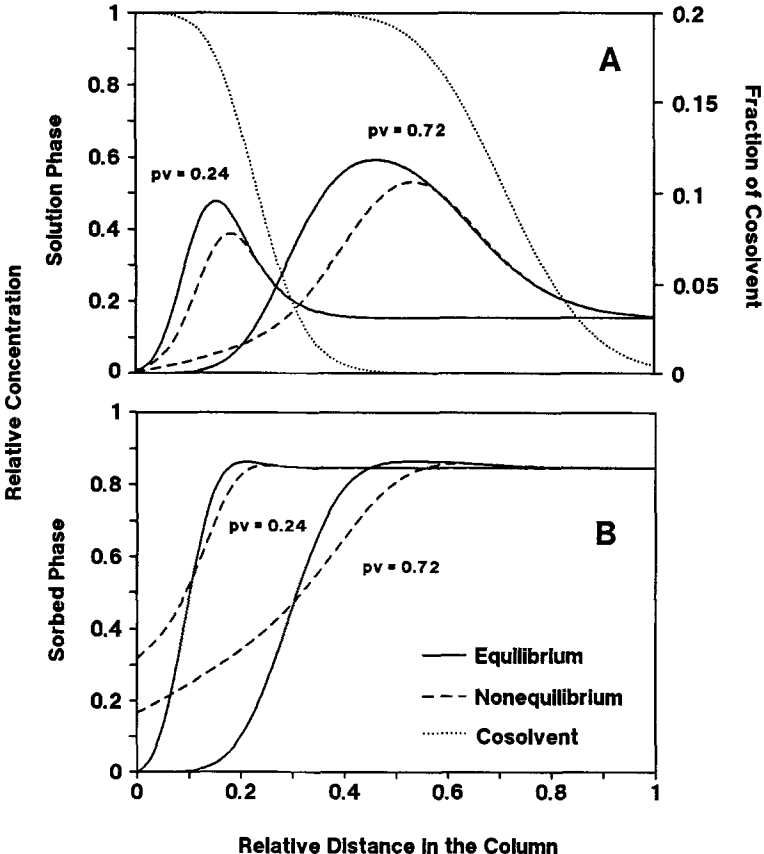 1
0.8
0.6
0.4
0.2
0
Solution Phase
A
pv = 0.72
pv = 0.24
0.2
0.15
0.1
0.05
0
Fraction of Cosolvent
Relative Concentration
1
0.8
0.6
0.4
0.2
0
Sorbed Phase
B
pv = 0.24
pv = 0.72
Equilibrium
Nonequilibrium
Cosolvent
0 0.2 0.4 0.6 0.8 1
Relative Distance in the Column